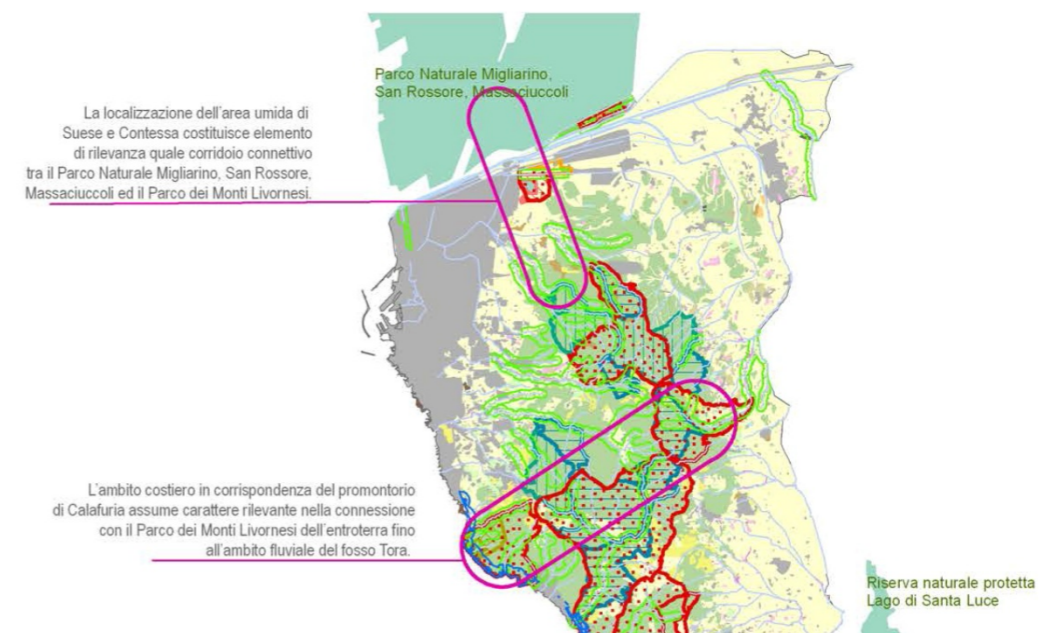 Parco Naturale Migliarino,
San Rossore, Massaciuccoli
La localizzazione dell'area umida di
Suese e Contessa costituisce elemento
di rilevanza quale corridoio connettivo
tra il Parco Naturale Migliarino, San Rossore,
Massaciuccoli ed il Parco dei Monti Livornesi.
L'ambito costiero in corrispondenza del promontorio
di Calafuria assume carattere rilevante nella connessione
con il Parco dei Monti Livornesi dell'entroterra fino
all'ambito fluviale del fosso Tora.
Riserva naturale protetta
Lago di Santa Luce